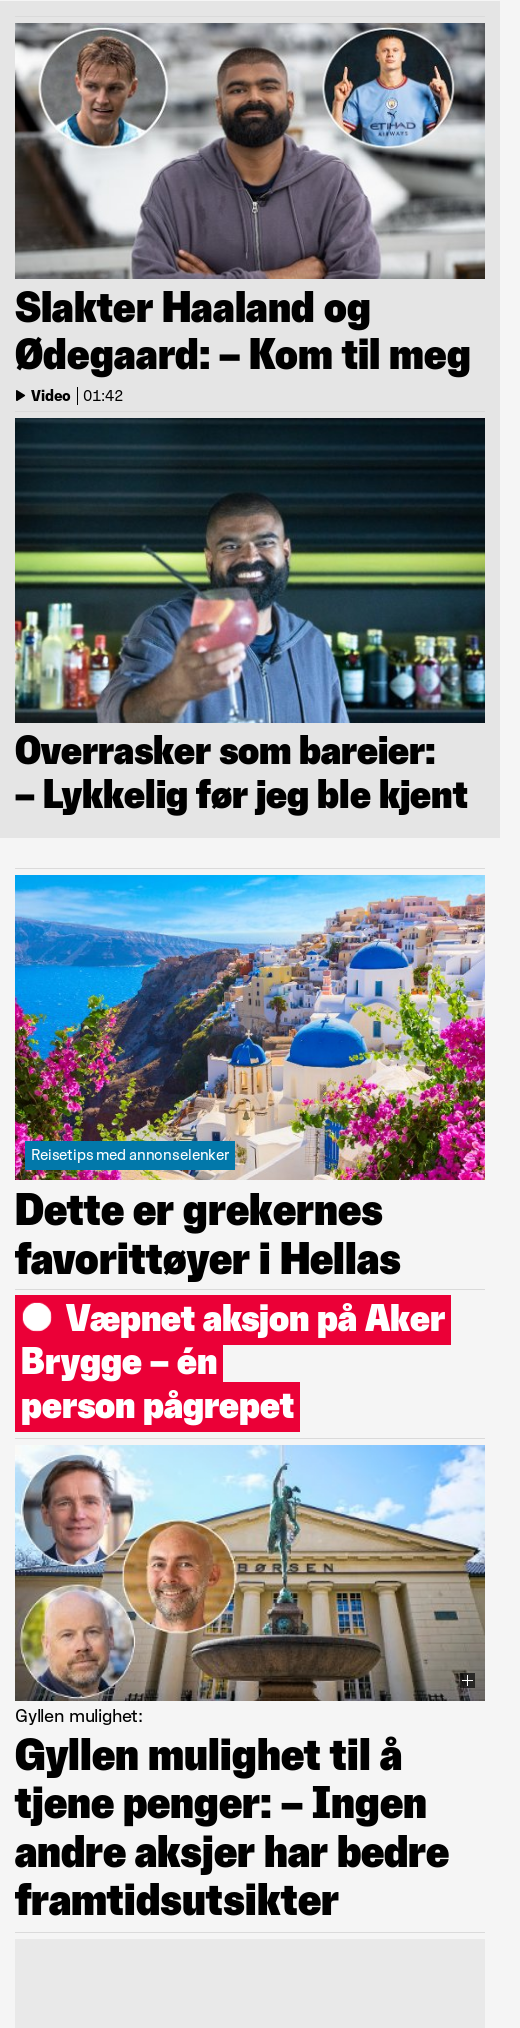 ETIHAD
AIRWAYS
Slakter Haaland og
Ødegaard: – Kom til meg
Video | 01:42
Overrasker som bareier:
– Lykkelig før jeg ble kjent
Reisetips med annonselenker
Dette er grekernes
favorittøyer i Hellas
Væpnet aksjon på Aker
Brygge – én
person pågrepet
BØRSEN
Gyllen mulighet:
Gyllen mulighet til å
tjene penger: – Ingen
andre aksjer har bedre
framtidsutsikter